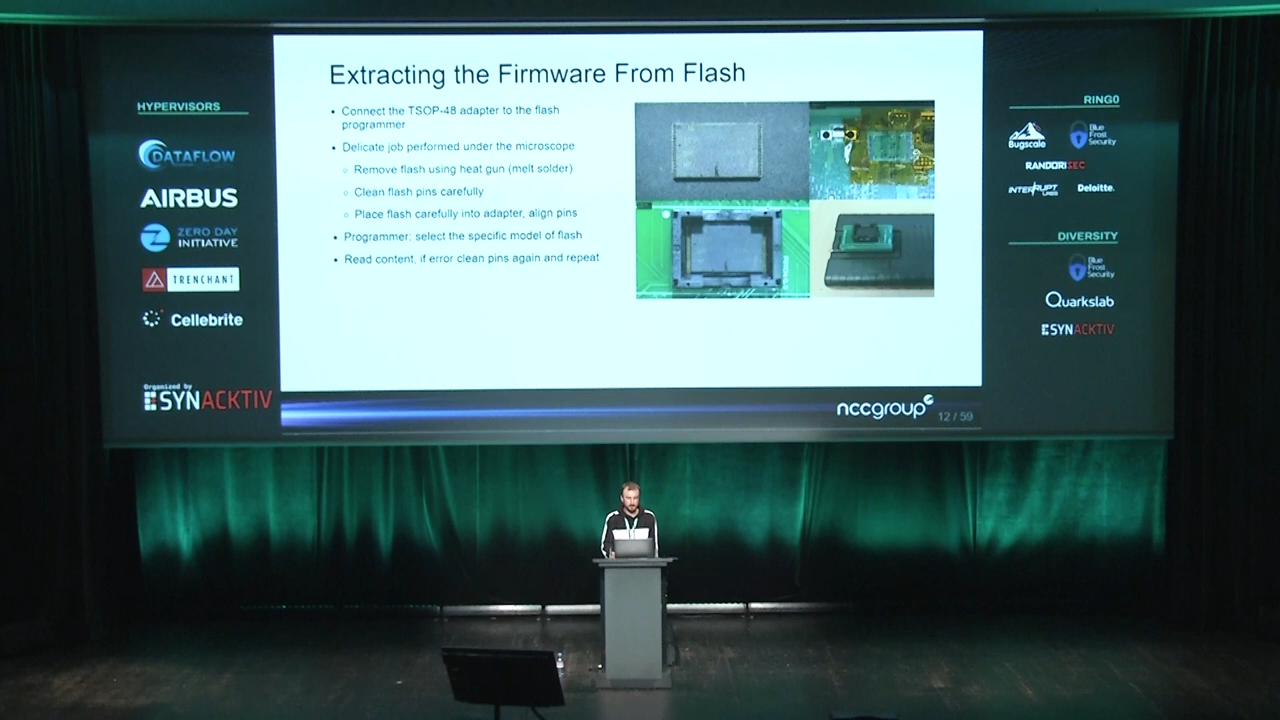 HYPERVISORS
DATAFLOW
AIRBUS
ZERO DAY
INITIATIVE
TRENCHANT
Cellebrite
Organized by
SYNACKTIV
Extracting the Firmware From Flash
• Connect the TSOP-48 adapter to the flash
programmer
• Delicate job performed under the microscope
○ Remove flash using heat gun (melt solder)
○ Clean flash pins carefully
○ Place flash carefully into adapter, align pins
• Programmer: select the specific model of flash
• Read content, if error clean pins again and repeat
nccgroup
12 / 59
RING0
Bugscale
Blue
Frost
Security
RANDORISEC
INTERRUPT
LABS
Deloitte.
DIVERSITY
Blue
Frost
Security
Quarkslab
SYNACKTIV